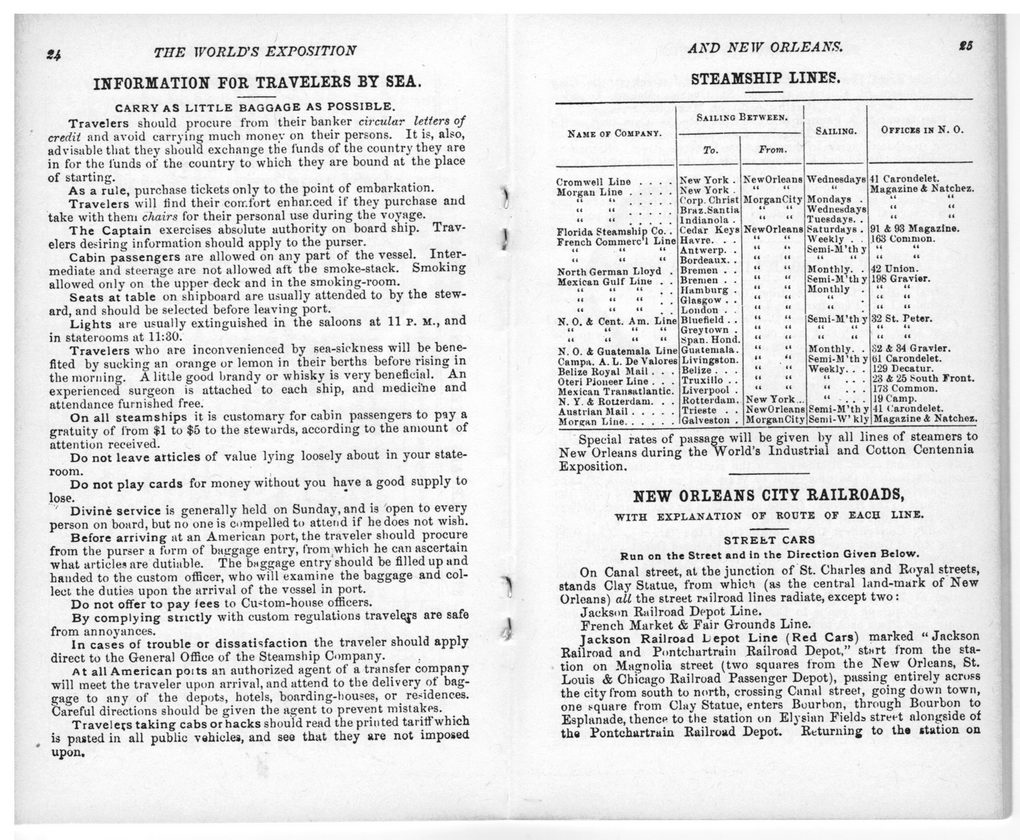 24 THE WORLD'S EXPOSITION
INFORMATION FOR TRAVELERS BY SEA.
CARRY AS LITTLE BAGGAGE AS POSSIBLE.
Travelers should procure from their banker circular letters of
credit and avoid carrying much money on their persons. It is, also,
advisable that they should exchange the funds of the country they are
in for the funds of the country to which they are bound at the place
of starting.
As a rule, purchase tickets only to the point of embarkation.
Travelers will find their comfort enhanced if they purchase and
take with them chairs for their personal use during the voyage.
The Captain exercises absolute authority on board ship. Trav-
elers desiring information should apply to the purser.
Cabin passengers are allowed on any part of the vessel. Inter-
mediate and steerage are not allowed aft the smoke-stack. Smoking
allowed only on the upper deck and in the smoking-room.
Seats at table on shipboard are usually attended to by the stew-
ard, and should be selected before leaving port.
Lights are usually extinguished in the saloons at 11 P. M., and
in staterooms at 11:30.
Travelers who are inconvenienced by sea-sickness will be bene-
fited by sucking an orange or lemon in their berths before rising in
the morning. A little good brandy or whisky is very beneficial. An
experienced surgeon is attached to each ship, and medicine and
attendance furnished free.
On all steamships it is customary for cabin passengers to pay a
gratuity of from $1 to $5 to the stewards, according to the amount of
attention received.
Do not leave articles of value lying loosely about in your state-
room.
Do not play cards for money without you have a good supply to
lose.
Divine service is generally held on Sunday, and is open to every
person on board, but no one is compelled to attend if he does not wish.
Before arriving at an American port, the traveler should procure
from the purser a form of baggage entry, from which he can ascertain
what articles are dutiable. The baggage entry should be filled up and
handed to the custom officer, who will examine the baggage and col-
lect the duties upon the arrival of the vessel in port.
Do not offer to pay fees to Custom-house officers.
By complying strictly with custom regulations travelers are safe
from annoyances.
In cases of trouble or dissatisfaction the traveler should apply
direct to the General Office of the Steamship Company.
At all American ports an authorized agent of a transfer company
will meet the traveler upon arrival, and attend to the delivery of bag-
gage to any of the depots, hotels, boarding-houses, or residences.
Careful directions should be given the agent to prevent mistakes.
Travelers taking cabs or hacks should read the printed tariff which
is pasted in all public vehicles, and see that they are not imposed
upon.
AND NEW ORLEANS. 25
STEAMSHIP LINES.
NAME OF COMPANY. SAILING BETWEEN. SAILING. OFFICES IN N. O.
To. From.
Cromwell Line . . . . New York . NewOrleans Wednesdays 41 Carondelet.
Morgan Line . . . . . New York . " " " Magazine & Natchez.
" " . . . . . Corp. Christ MorganCity Mondays . " "
" " . . . . . Braz.Santia " " Wednesdays " "
" " . . . . . Indianola . " " Tuesdays. . " "
Florida Steamship Co. . Cedar Keys NewOrleans Saturdays . 91 & 93 Magazine.
French Commerc'l Line Havre. . . " " Weekly . . 163 Common.
" " " Antwerp. . " " Semi-M'th y " "
" " " Bordeaux. . " " " " " "
North German Lloyd . Bremen . . " " Monthly. . 42 Union.
Mexican Gulf Line . . Bremen . . " " Semi-M'th y 198 Gravier.
" " " . . Hamburg . " " Monthly . " "
" " " . . Glasgow . . " " " " "
" " " . . London . . " " " " "
N. O. & Cent. Am. Line Bluefield . . " " Semi-M'th y 32 St. Peter.
" " " " Greytown . " " " " " "
" " " " Span. Hond. " " " " "
N. O. & Guatemala Line Guatemala. " " Monthly. . 32 & 34 Gravier.
Campa. A. L. De Valores Livingston. " " Semi-M'th y 61 Carondelet.
Belize Royal Mail . . . Belize . . . " " Weekly. . . 129 Decatur.
Oteri Pioneer Line . . . Truxillo . . " " " . . . 23 & 25 South Front.
Mexican Transatlantic. Liverpool . " " " . . . 173 Common.
N. Y. & Rotterdam. . . Rotterdam. New York... " . . . 19 Camp.
Austrian Mail . . . . . Trieste . . NewOrleans Semi-M'th y 41 Carondelet.
Morgan Line. . . . . . Galveston . MorganCity Semi-W'kly Magazine & Natchez.
Special rates of passage will be given by all lines of steamers to
New Orleans during the World's Industrial and Cotton Centennia
Exposition.
NEW ORLEANS CITY RAILROADS,
WITH EXPLANATION OF ROUTE OF EACH LINE.
STREET CARS
Run on the Street and in the Direction Given Below.
On Canal street, at the junction of St. Charles and Royal streets,
stands Clay Statue, from which (as the central land-mark of New
Orleans) all the street railroad lines radiate, except two:
Jackson Railroad Depot Line.
French Market & Fair Grounds Line.
Jackson Railroad Depot Line (Red Cars) marked "Jackson
Railroad and Pontchartrain Railroad Depot," start from the sta-
tion on Magnolia street (two squares from the New Orleans, St.
Louis & Chicago Railroad Passenger Depot), passing entirely across
the city from south to north, crossing Canal street, going down town,
one square from Clay Statue, enters Bourbon, through Bourbon to
Esplanade, thence to the station on Elysian Fields street alongside of
the Pontchartrain Railroad Depot. Returning to the station on